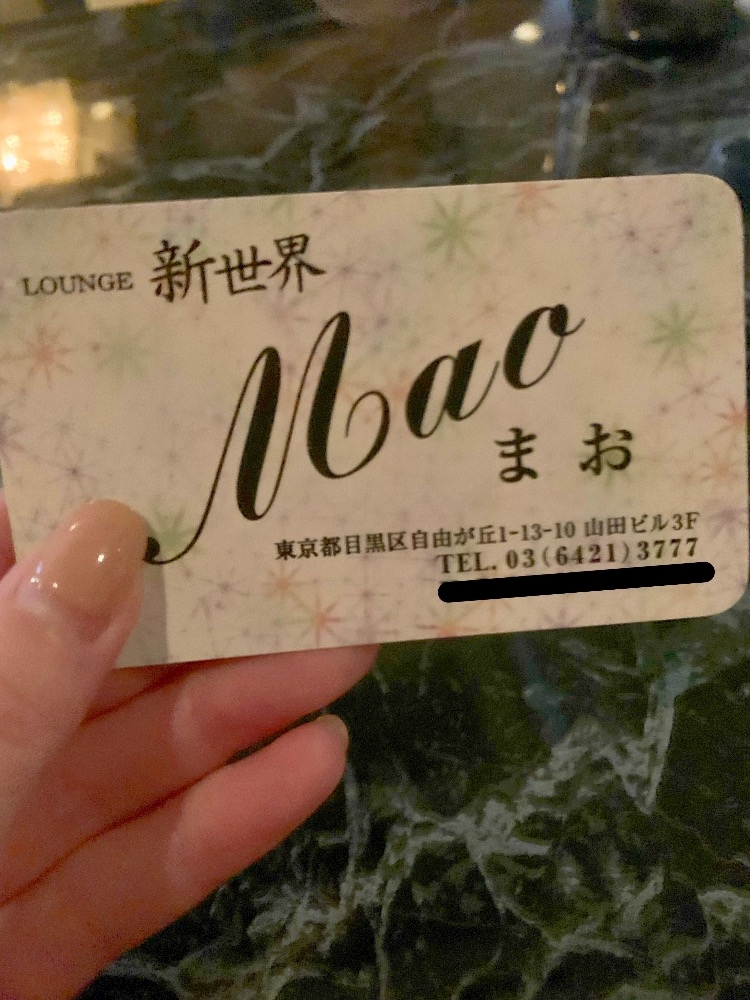 LOUNGE 新世界
Mao
まお
東京都目黒区自由が丘1-13-10 山田ビル3F
TEL. 03(6421)3777